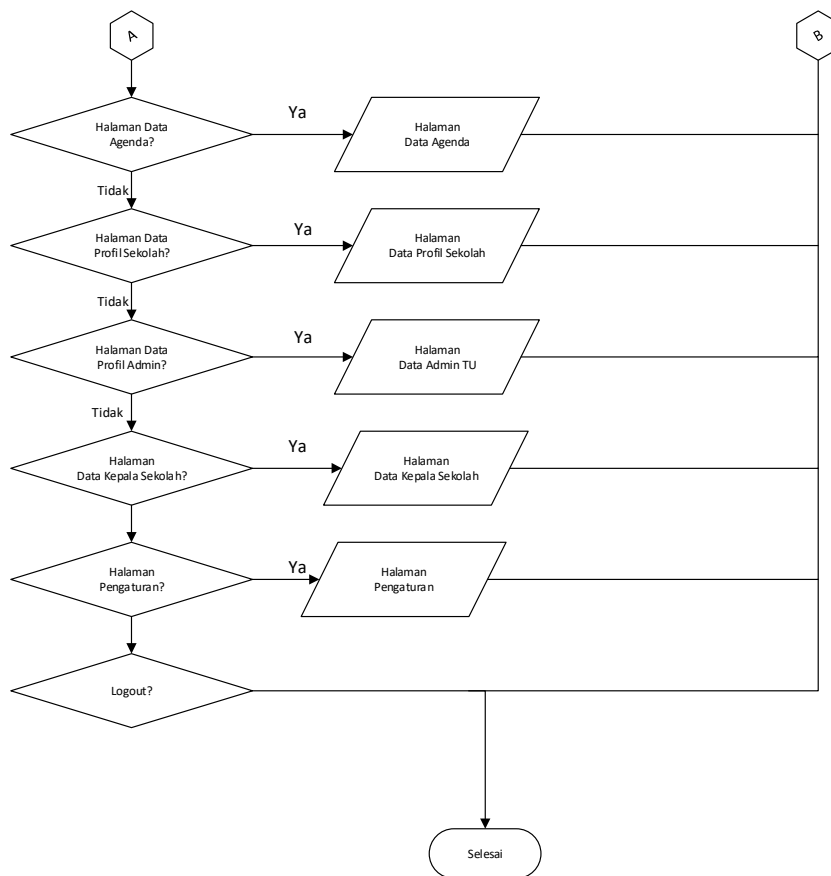 A
B
Halaman Data
Agenda?
Ya
Halaman
Data Agenda
Tidak
Halaman Data
Profil Sekolah?
Ya
Halaman
Data Profil Sekolah
Tidak
Halaman Data
Profil Admin?
Ya
Halaman
Data Admin TU
Tidak
Halaman
Data Kepala Sekolah?
Ya
Halaman
Data Kepala Sekolah
Halaman
Pengaturan?
Ya
Halaman
Pengaturan
Logout?
Selesai